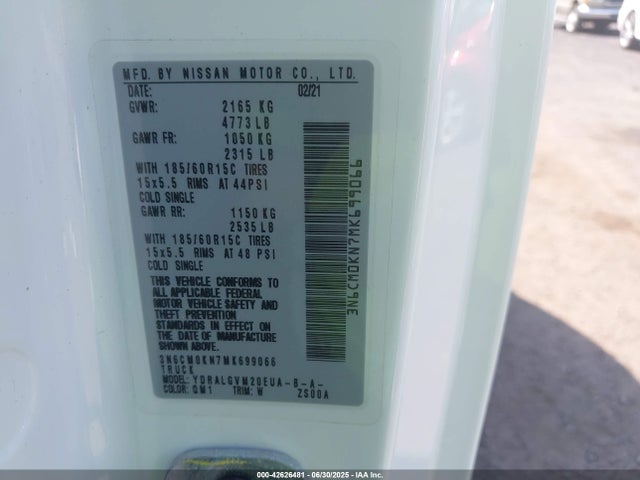 MFD. BY NISSAN MOTOR CO., LTD.
DATE: 02/21
GVWR: 2165 KG
4773 LB
GAWR FR: 1050 KG
2315 LB
WITH 185/60R15C TIRES
15x5.5 RIMS AT 44PSI
COLD SINGLE
GAWR RR: 1150 KG
2535 LB
WITH 185/60R15C TIRES
15x5.5 RIMS AT 48 PSI
COLD SINGLE
THIS VEHICLE CONFORMS TO
ALL APPLICABLE FEDERAL
MOTOR VEHICLE SAFETY AND
THEFT PREVENTION
STANDARDS IN EFFECT ON
THE DATE OF MANUFACTURE
SHOWN ABOVE.
3N6CM0KN7MK699066
TRUCK
MODEL: YDRALGVM20EUA-B-A-
COLOR: QM1 TRIM: W ZS00A
3N6CM0KN7MK699066
000-42626481 - 06/30/2025 - IAA Inc.